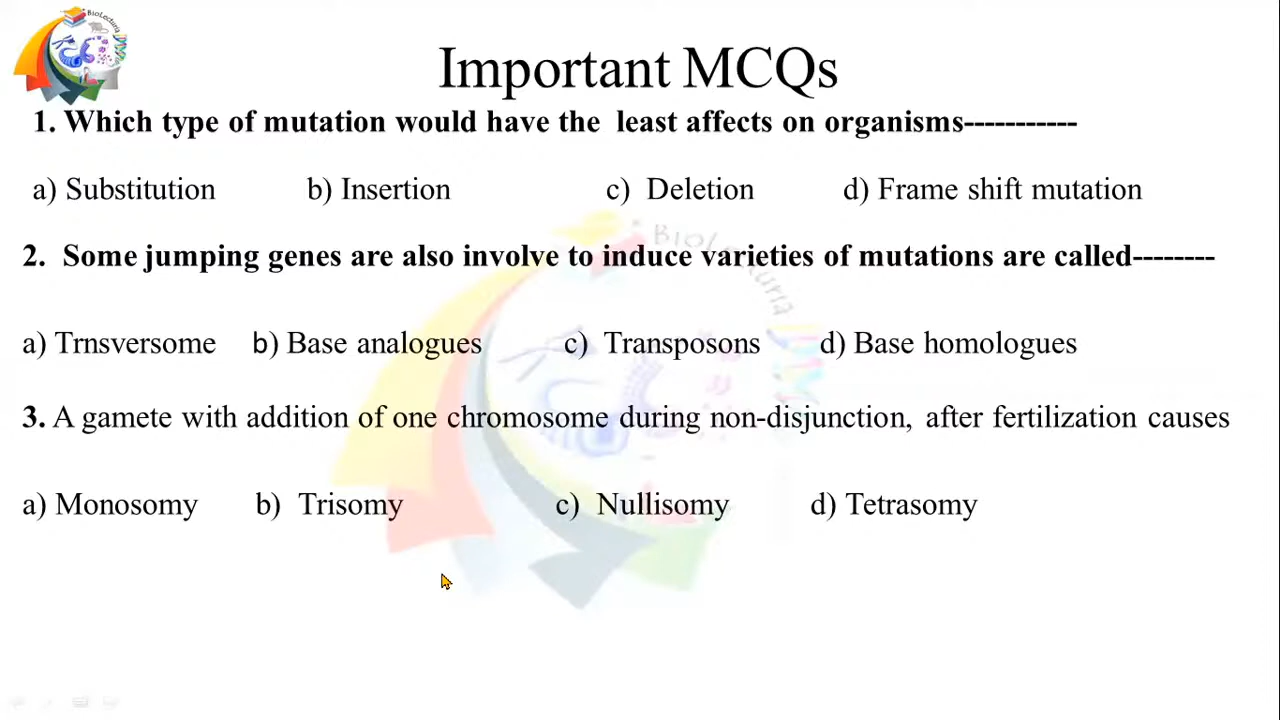 BioLecturia
Important MCQs
1. Which type of mutation would have the least affects on organisms-----------
a) Substitution b) Insertion c) Deletion d) Frame shift mutation
2. Some jumping genes are also involve to induce varieties of mutations are called--------
a) Trnsversome b) Base analogues c) Transposons d) Base homologues
3. A gamete with addition of one chromosome during non-disjunction, after fertilization causes
a) Monosomy b) Trisomy c) Nullisomy d) Tetrasomy